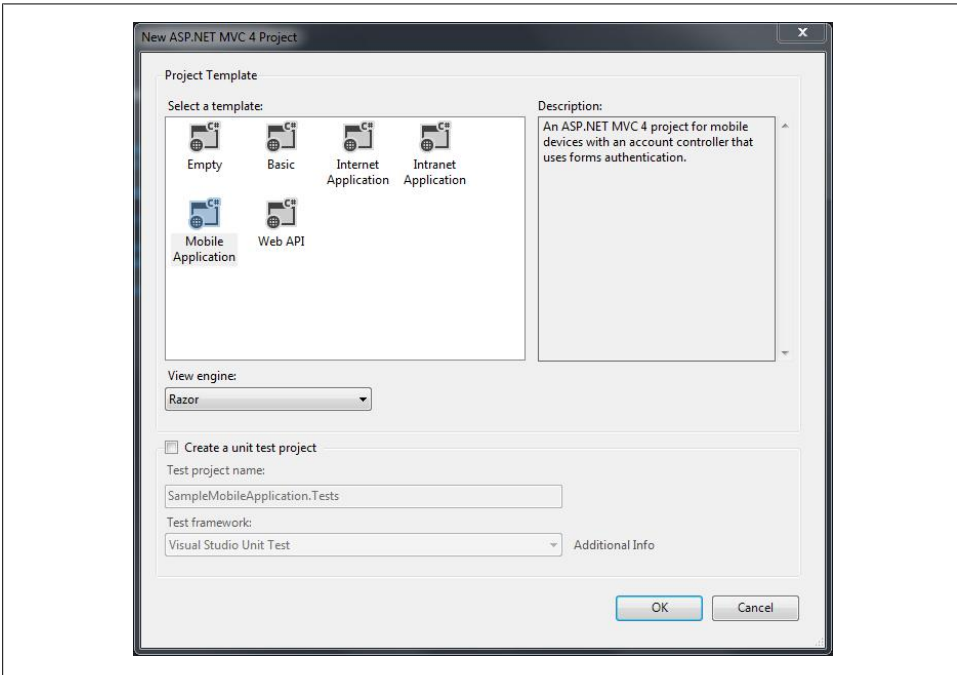 New ASP.NET MVC 4 Project
x
Project Template
Select a template:
Description:
C#
C#
C#
C#
Empty
Basic
Internet
Application
Intranet
Application
C#
C#
Mobile
Application
Web API
An ASP.NET MVC 4 project for mobile
devices with an account controller that
uses forms authentication.
View engine:
Razor
Create a unit test project
Test project name:
SampleMobileApplication.Tests
Test framework:
Visual Studio Unit Test
Additional Info
OK
Cancel